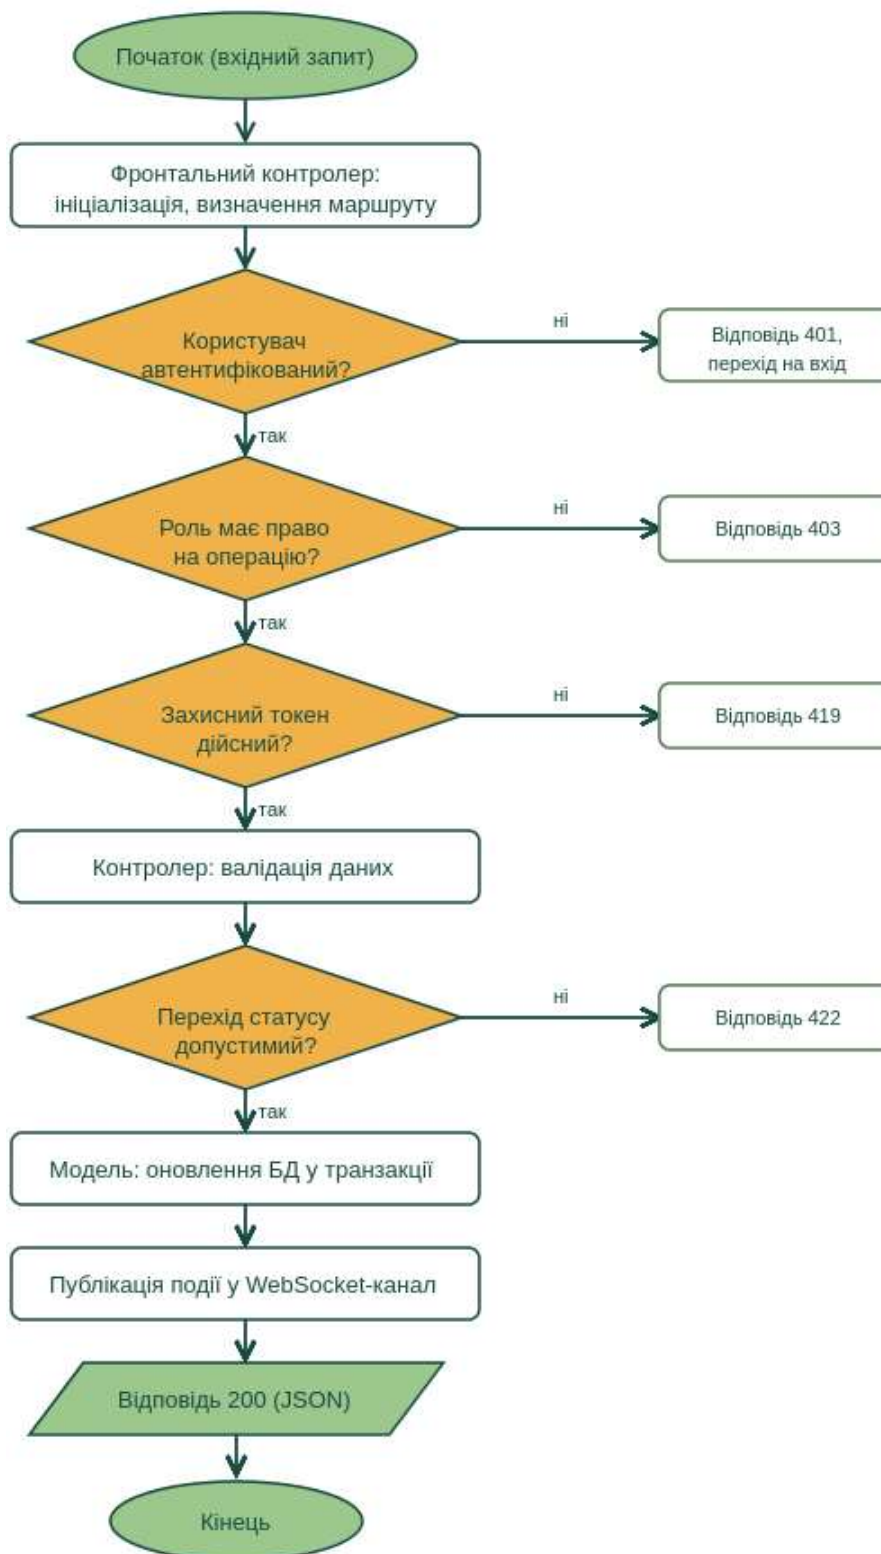 Початок (вхідний запит)
Фронтальний контролер:
ініціалізація, визначення маршруту
Користувач
автентифікований?
ні
Відповідь 401,
перехід на вхід
так
Роль має право
на операцію?
ні
Відповідь 403
так
Захисний токен
дійсний?
ні
Відповідь 419
так
Контролер: валідація даних
Перехід статусу
допустимий?
ні
Відповідь 422
так
Модель: оновлення БД у транзакції
Публікація події у WebSocket-канал
Відповідь 200 (JSON)
Кінець